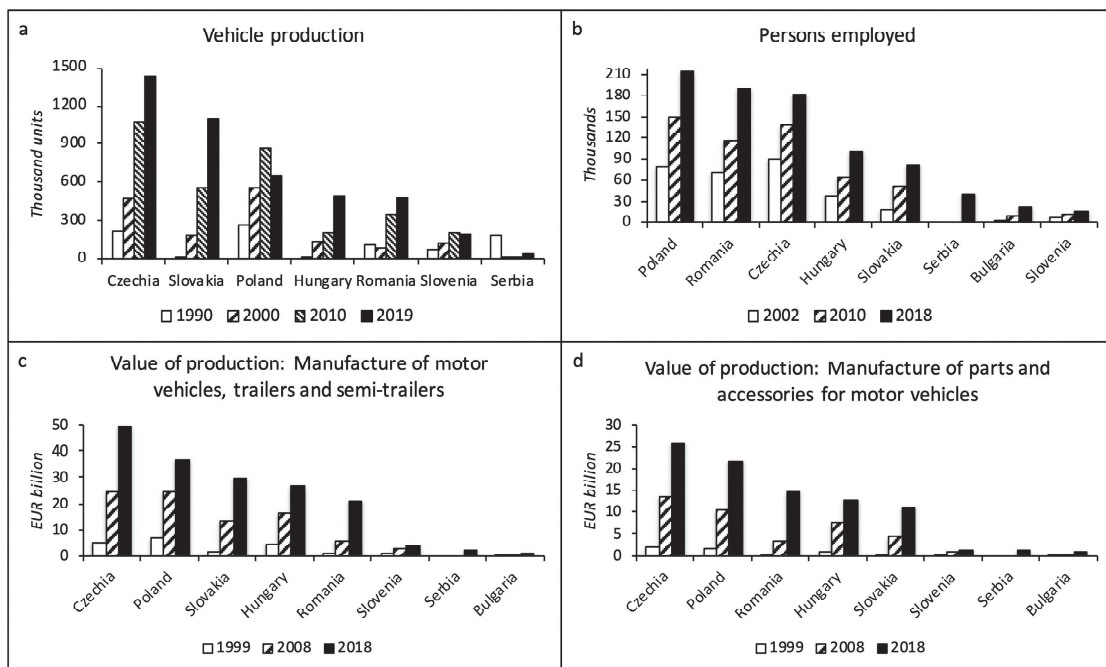 a
Vehicle production
Thousand units
1500
1200
900
600
300
0
Czechia Slovakia Poland Hungary Romania Slovenia Serbia
1990 2000 2010 2019
b
Persons employed
Thousands
210
180
150
120
90
60
30
0
Poland Romania Czechia Hungary Slovakia Serbia Bulgaria Slovenia
2002 2010 2018
c
Value of production: Manufacture of motor
vehicles, trailers and semi-trailers
EUR biilion
50
40
30
20
10
0
Czechia Poland Slovakia Hungary Romania Slovenia Serbia Bulgaria
1999 2008 2018
d
Value of production: Manufacture of parts and
accessories for motor vehicles
EUR biilion
30
25
20
15
10
5
0
Czechia Poland Romania Hungary Slovakia Slovenia Serbia Bulgaria
1999 2008 2018